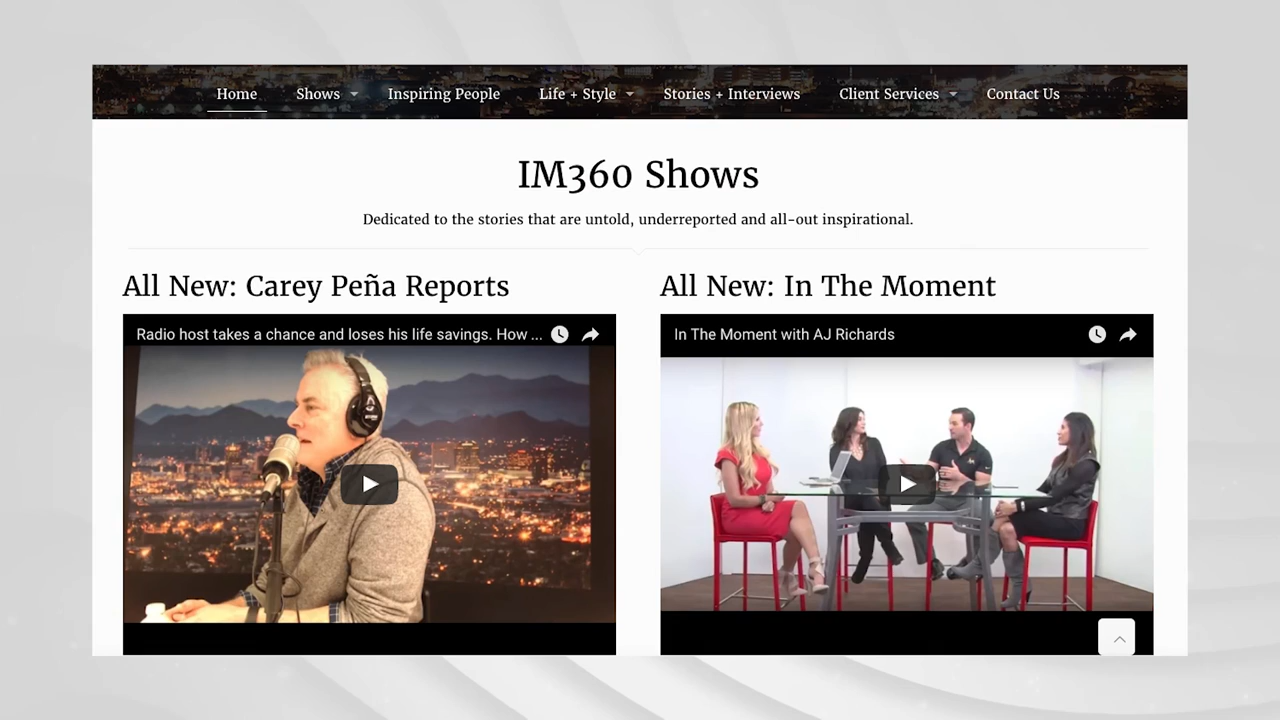 Home Shows Inspiring People Life + Style Stories + Interviews Client Services Contact Us
IM360 Shows
Dedicated to the stories that are untold, underreported and all-out inspirational.
All New: Carey Peña Reports
Radio host takes a chance and loses his life savings. How ...
All New: In The Moment
In The Moment with AJ Richards